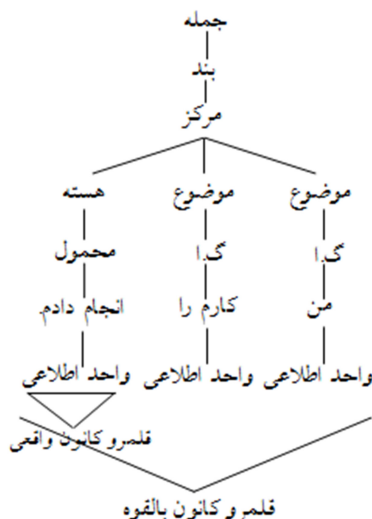 جمله
بند
مرکز
موضوع موضوع هسته
گ.ا گ.ا محمول
من کارم را انجام دادم.
واحد اطلاعی واحد اطلاعی واحد اطلاعی
قلمرو کانون واقعی
قلمرو کانون بالقوه